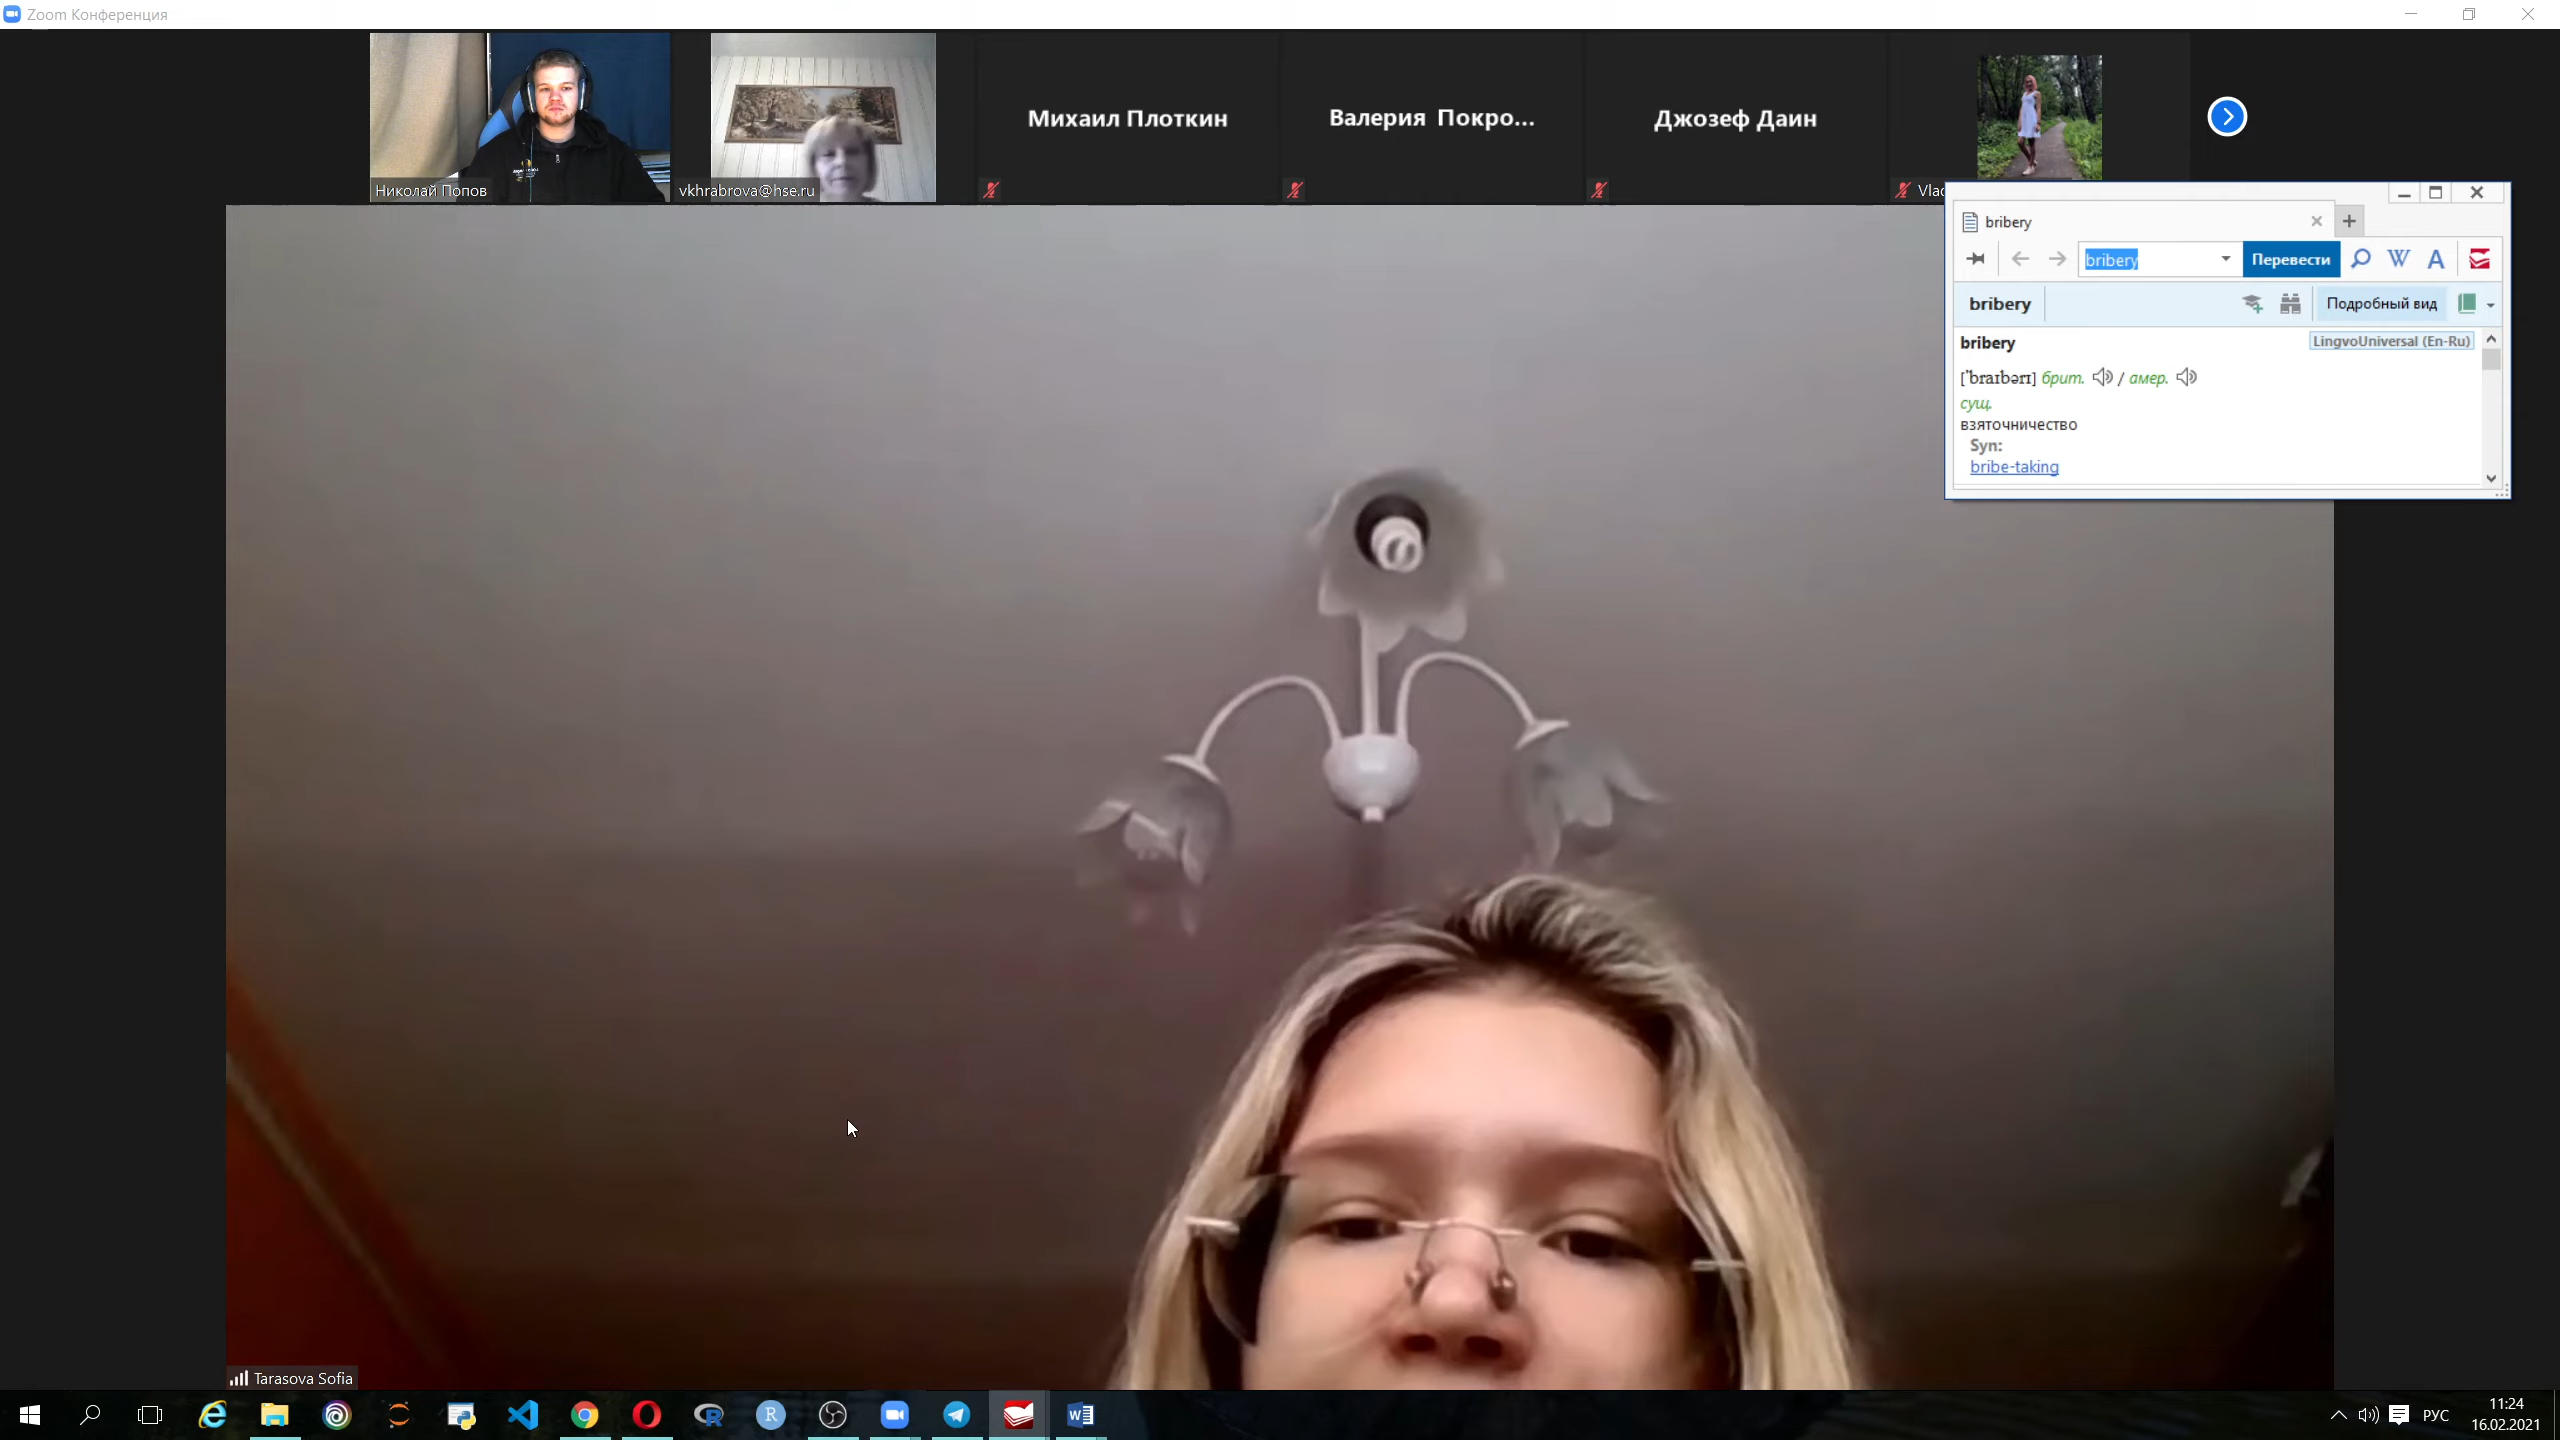 Zoom Конференция
Николай Попов
vkhrabrova@hse.ru
Михаил Плоткин
Валерия Покро...
Джозеф Даин
Vlad
bribery
bribery
Перевести
W
A
bribery
Подробный вид
bribery
LingvoUniversal (En-Ru)
['braɪbərɪ] брит. / амер.
сущ.
взяточничество
Syn:
bribe-taking
Tarasova Sofia
РУС
11:24
16.02.2021